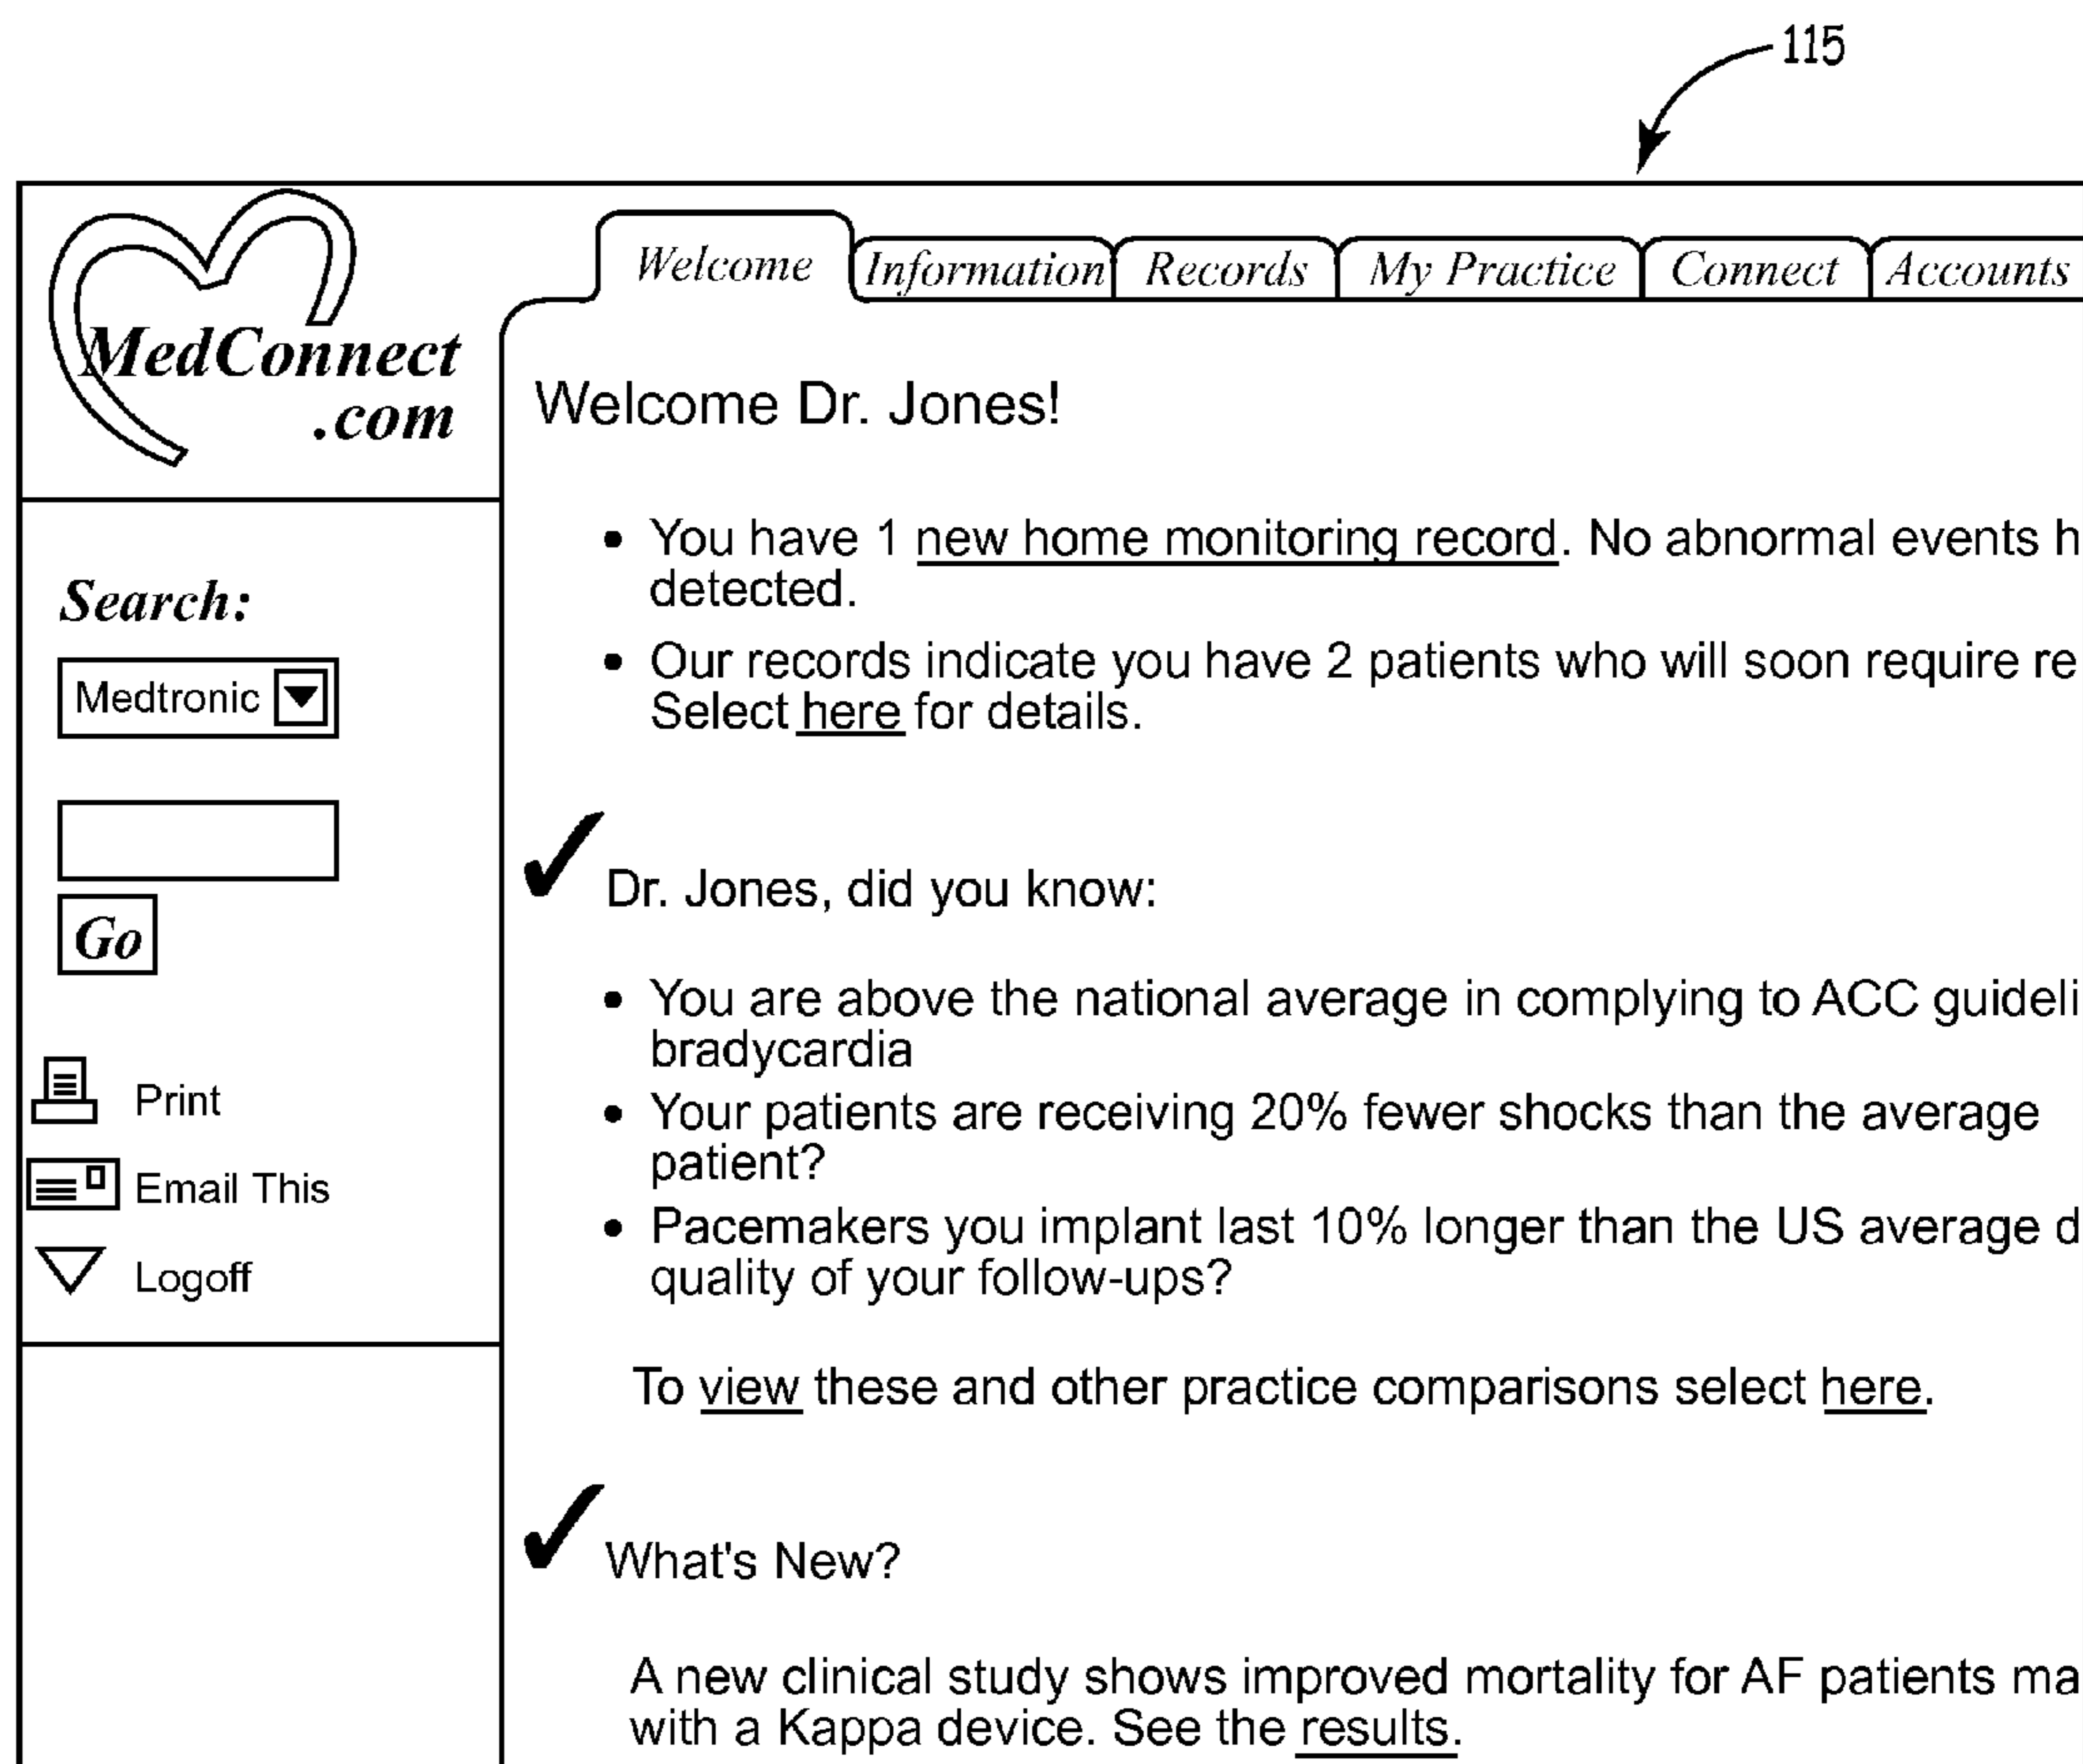 115
Welcome Information Records My Practice Connect Accounts
MedConnect
.com
Welcome Dr. Jones!
• You have 1 new home monitoring record. No abnormal events
detected.
• Our records indicate you have 2 patients who will soon require
Select here for details.
Search:
Medtronic
Go
Print
Email This
Logoff
Dr. Jones, did you know:
• You are above the national average in complying to ACC
bradycardia
• Your patients are receiving 20% fewer shocks than the average
patient?
• Pacemakers you implant last 10% longer than the US average
quality of your follow-ups?
To view these and other practice comparisons select here.
What's New?
A new clinical study shows improved mortality for AF patients
with a Kappa device. See the results.